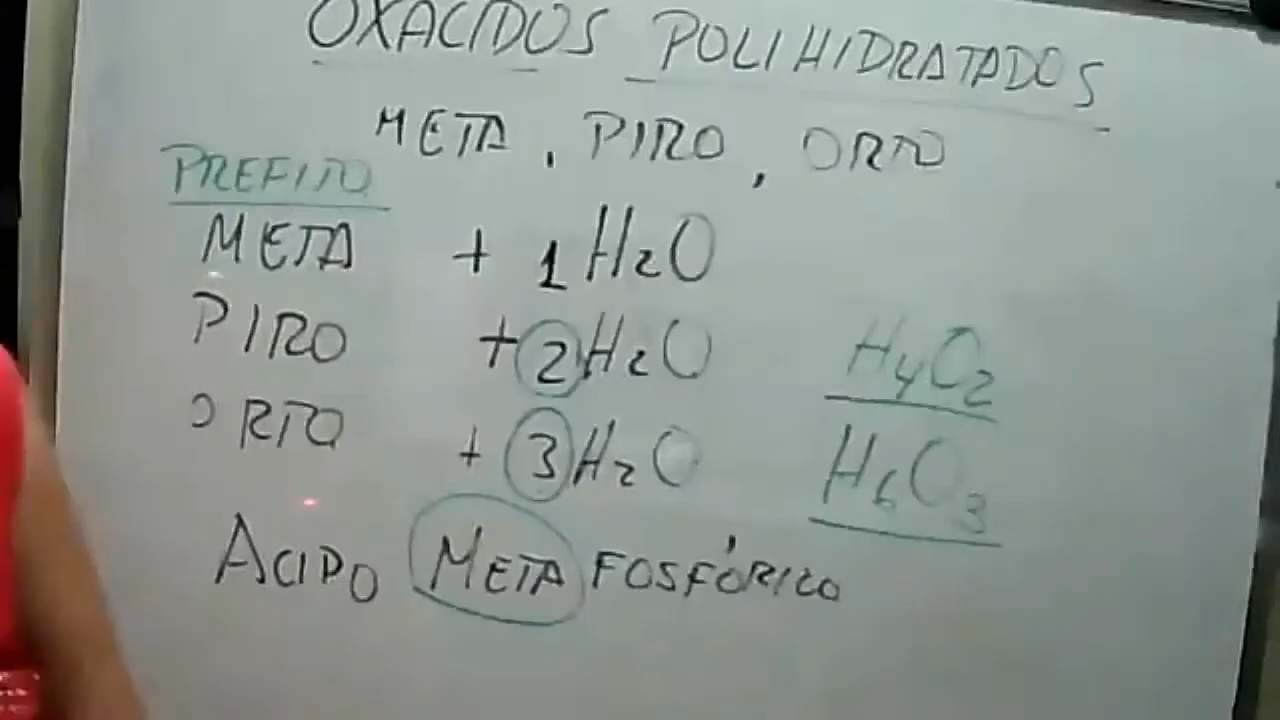 OXACIDOS POLIHIDRATADOS
META, PIRO, ORTO
PREFIJO
META + 1 H2O
PIRO + 2 H2O H4O2
ORTO + 3 H2O H6O3
ACIDO META FOSFÓRICO